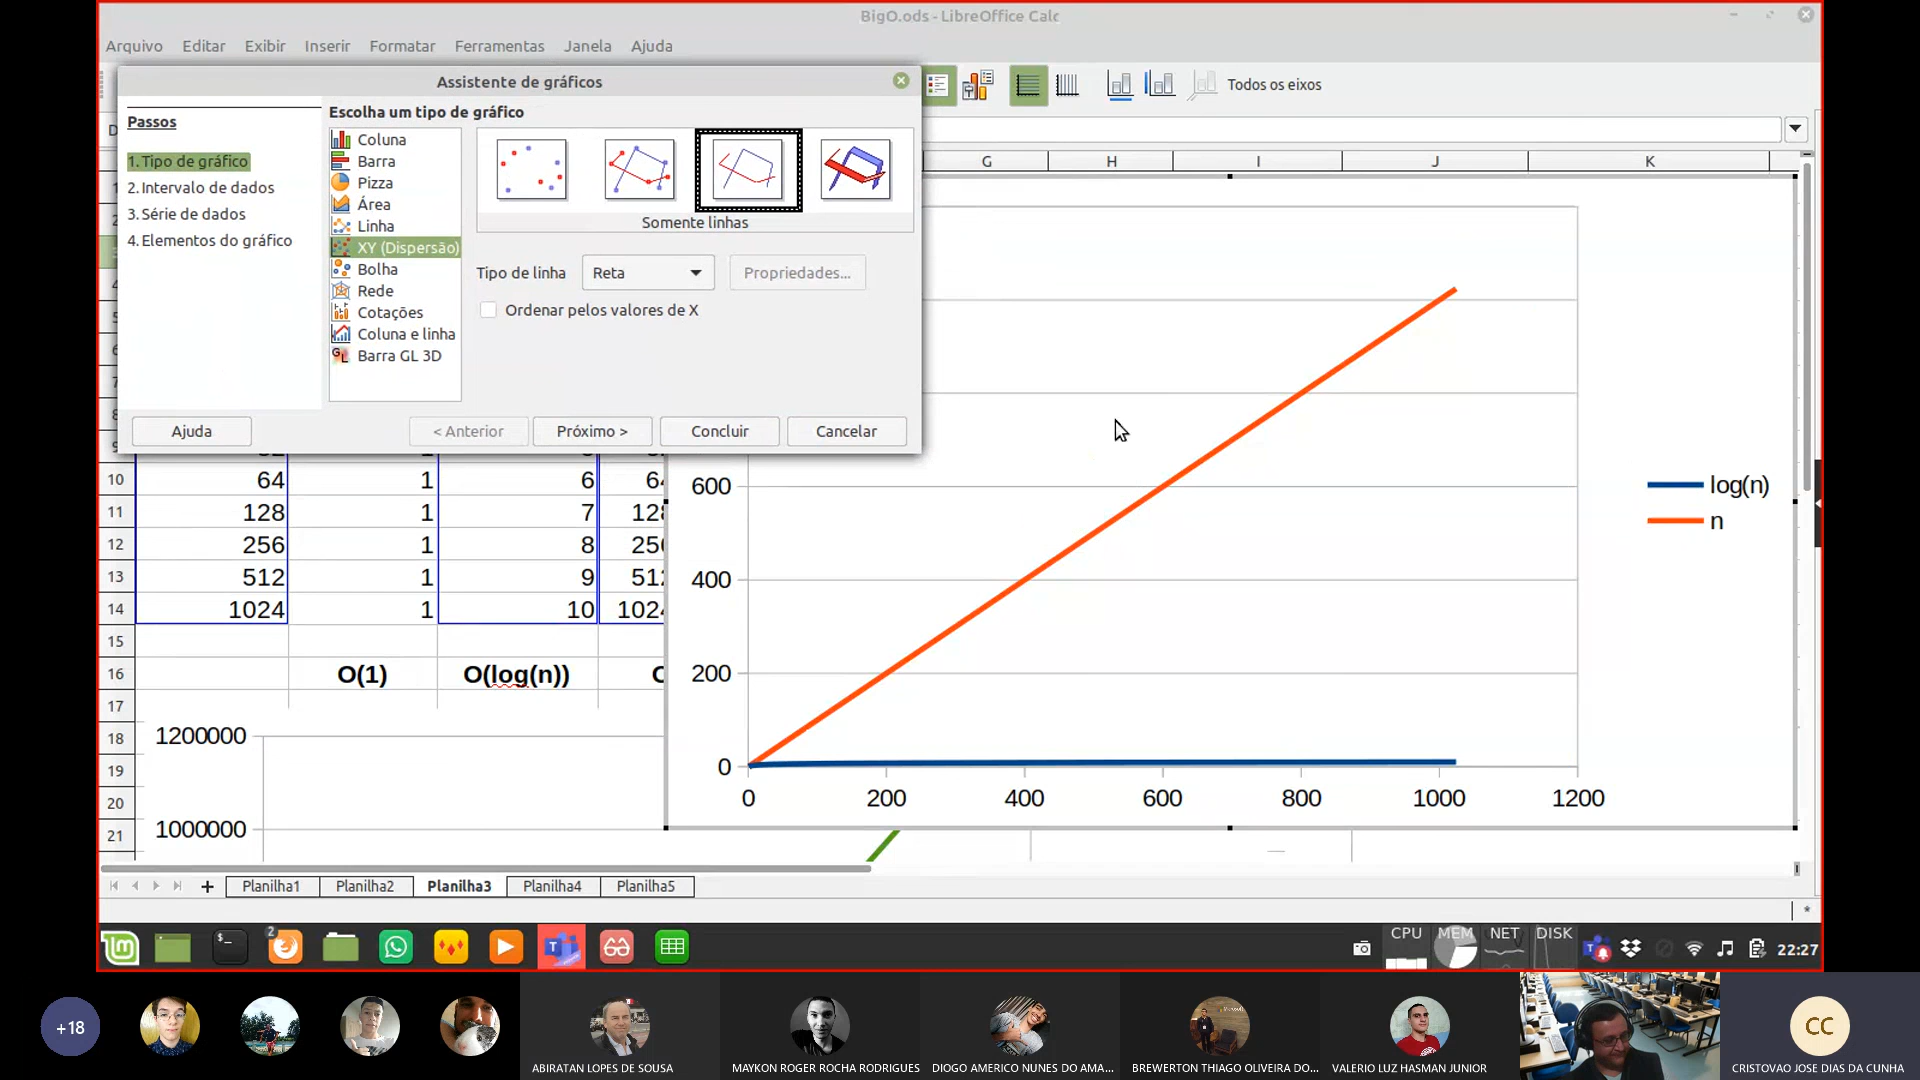 BigO.ods - LibreOffice Calc
Arquivo Editar Exibir Inserir Formatar Ferramentas Janela Ajuda
Assistente de gráficos
Todos os eixos
Passos
1. Tipo de gráfico
2. Intervalo de dados
3. Série de dados
4. Elementos do gráfico
Escolha um tipo de gráfico
Coluna
Barra
Pizza
Área
Linha
XY (Dispersão)
Bolha
Rede
Cotações
Coluna e linha
Barra GL 3D
Somente linhas
Tipo de linha Reta Propriedades...
Ordenar pelos valores de X
Ajuda < Anterior Próximo > Concluir Cancelar
G H I J K
10 64 1 6
11 128 1 7
12 256 1 8
13 512 1 9
14 1024 1 10
15
16 O(1) O(log(n))
17
18
19
20
21
1200000
1000000
600
400
200
0
0 200 400 600 800 1000 1200
log(n)
n
Planilha1 Planilha2 Planilha3 Planilha4 Planilha5
2
CPU MEM NET DISK 22:27
+18
ABIRATAN LOPES DE SOUSA
MAYKON ROGER ROCHA RODRIGUES
DIOGO AMERICO NUNES DO AMA...
BREWERTON THIAGO OLIVEIRA DO...
VALERIO LUZ HASMAN JUNIOR
CC
CRISTOVAO JOSE DIAS DA CUNHA